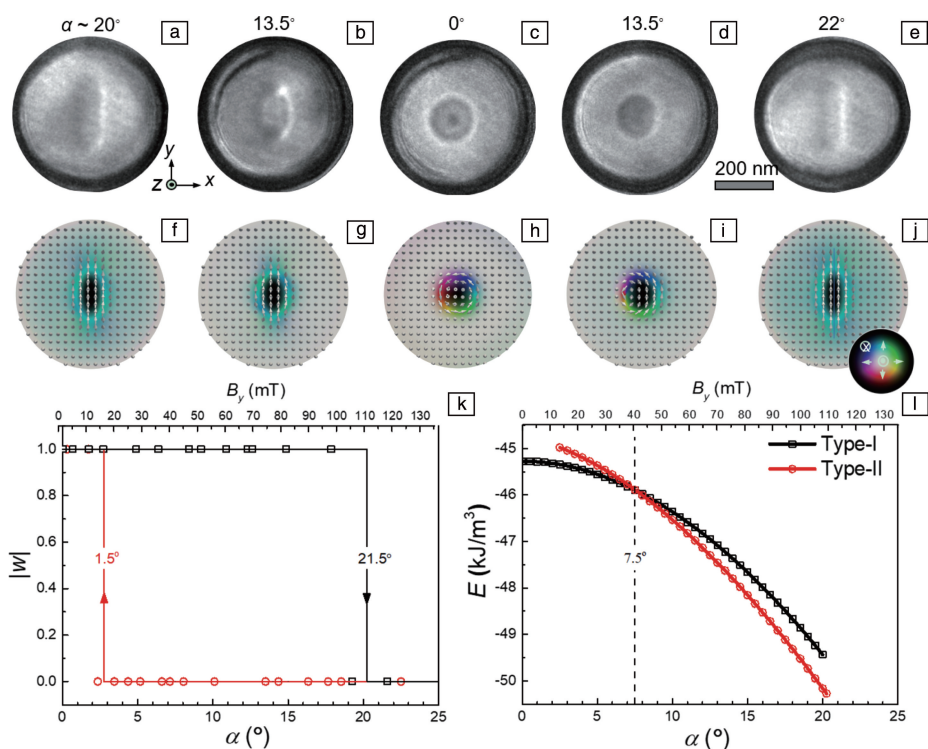 α ~ 20°
13.5°
0°
13.5°
22°
a
b
c
d
e
y
z
x
200 nm
f
g
h
i
j
B_y (mT)
0 10 20 30 40 50 60 70 80 90 100 110 120 130
k
|w|
1.0
0.8
0.6
0.4
0.2
0.0
1.5°
21.5°
0 5 10 15 20 25
α (°)
B_y (mT)
0 10 20 30 40 50 60 70 80 90 100 110 120 130
l
E (kJ/m³)
-45
-46
-47
-48
-49
-50
Type-I
Type-II
7.5°
0 5 10 15 20 25
α (°)